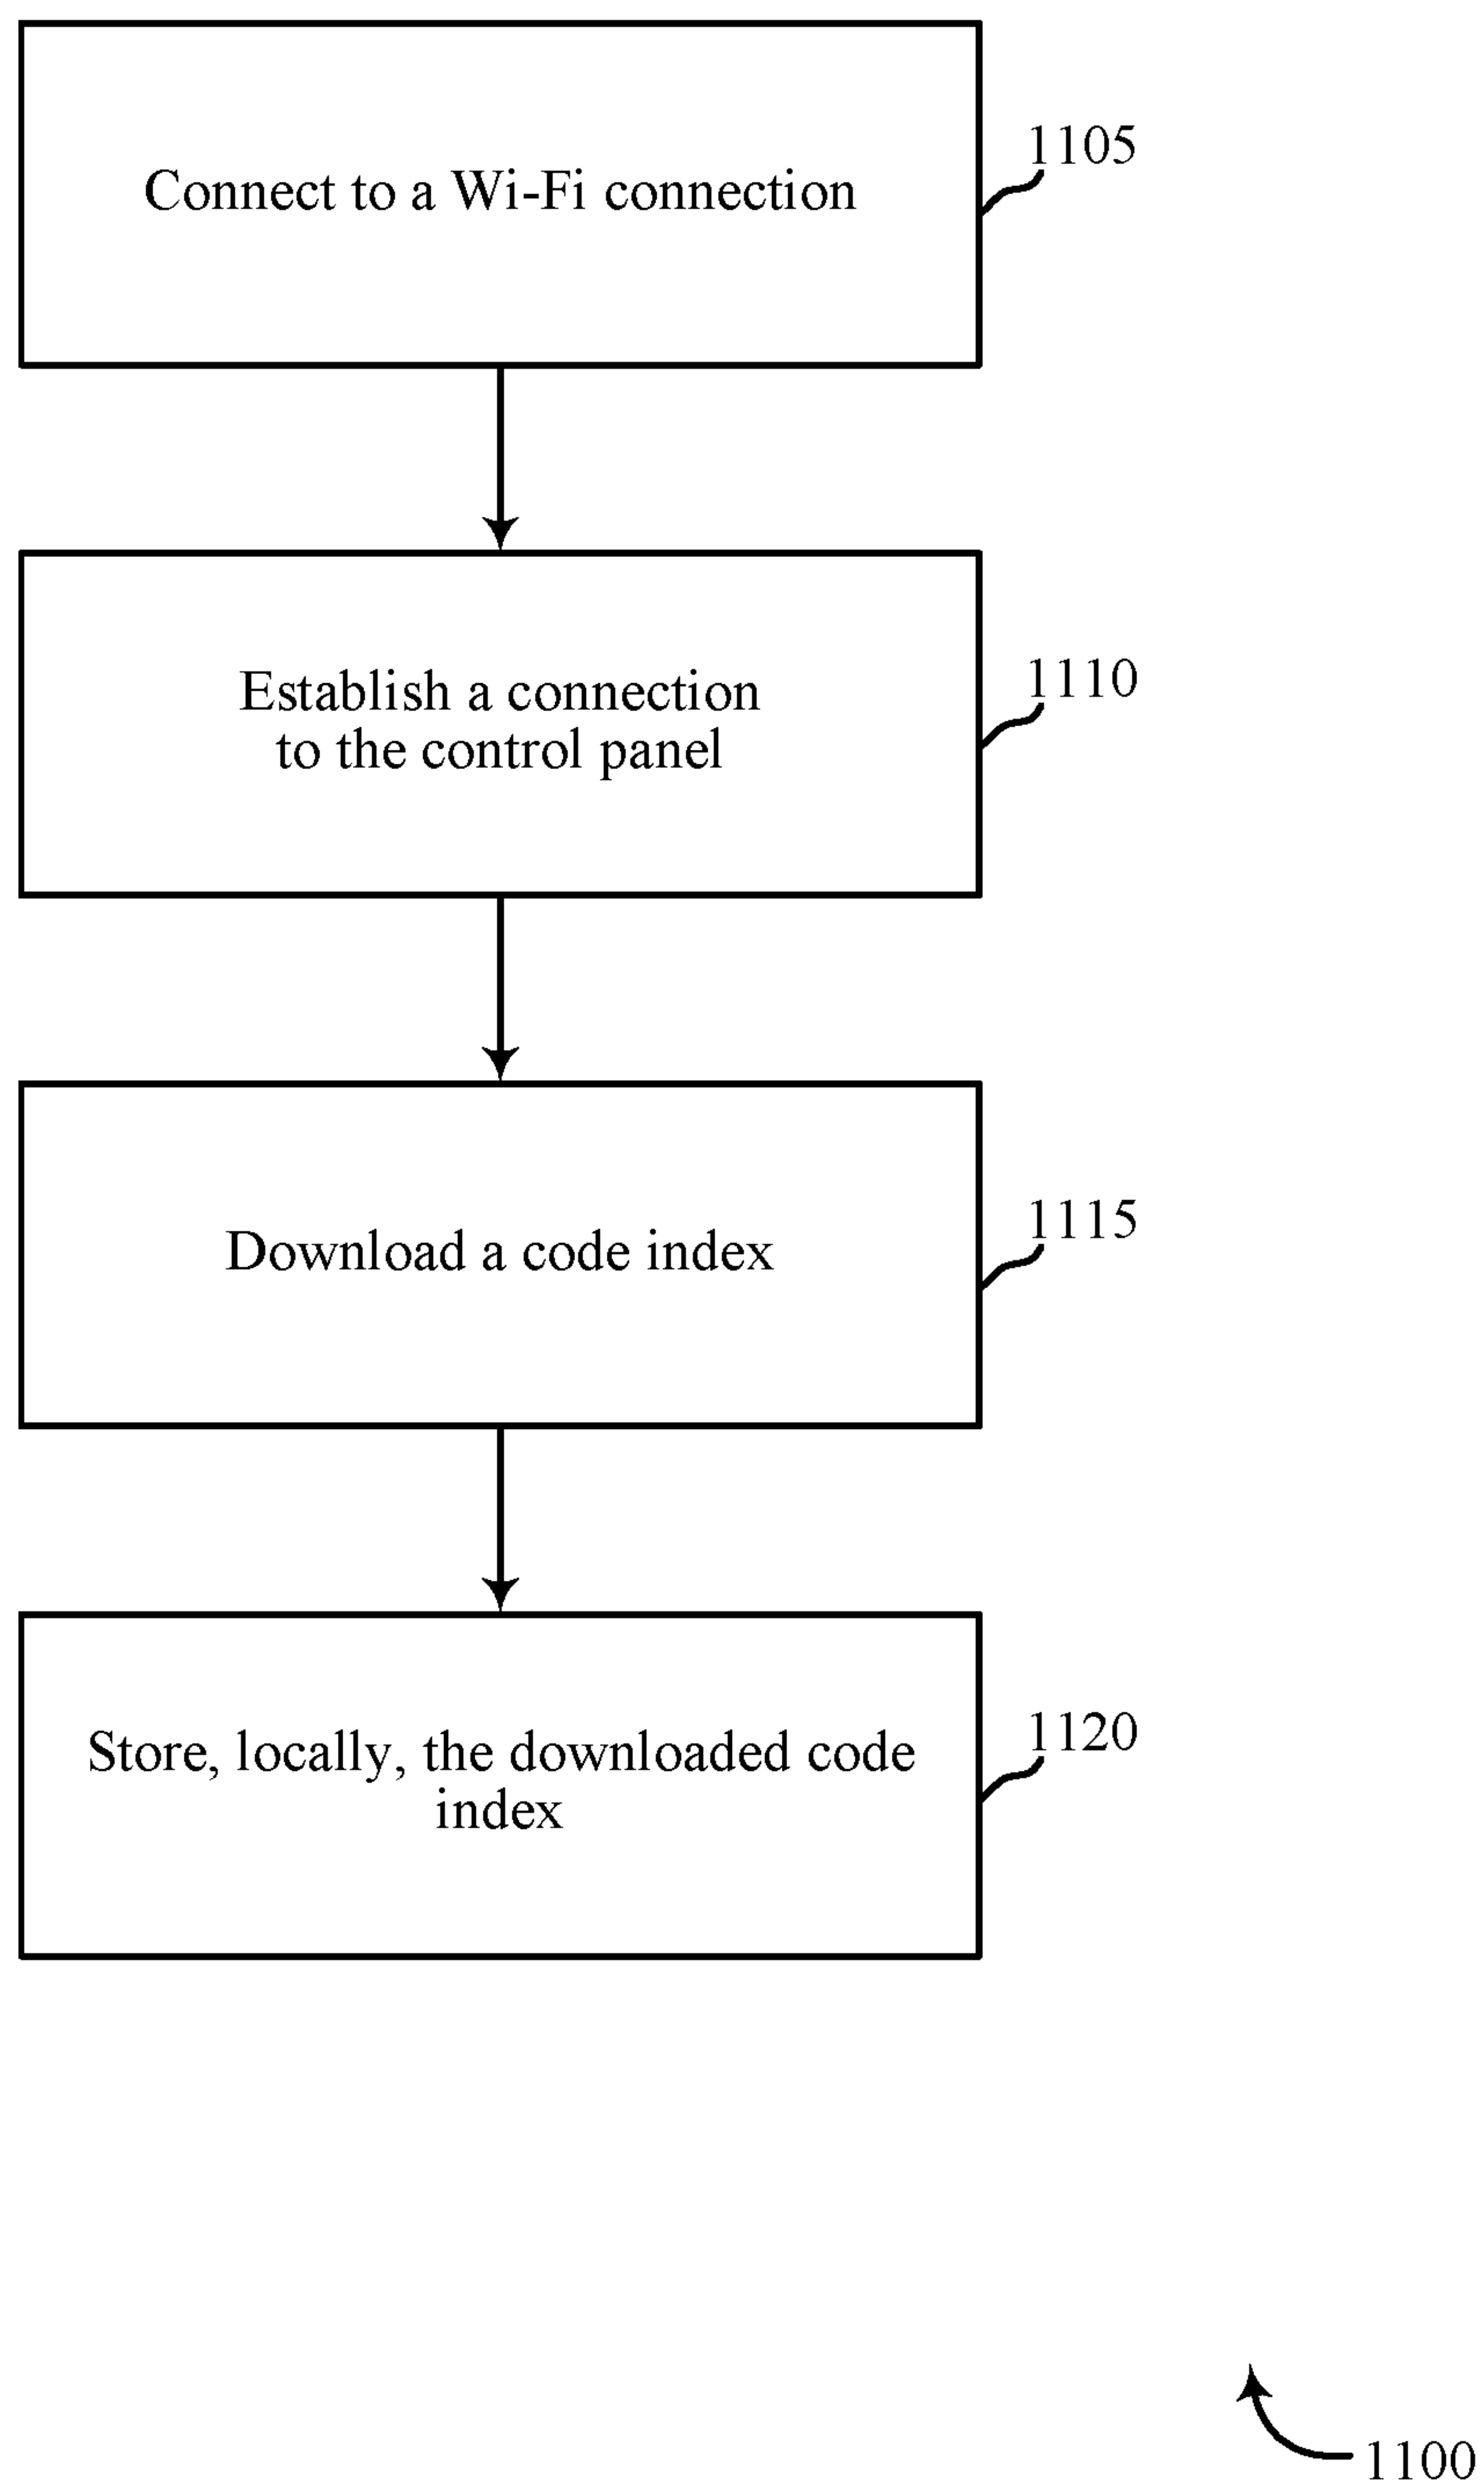 Connect to a Wi-Fi connection
1105
Establish a connection
to the control panel
1110
Download a code index
1115
Store, locally, the downloaded code
index
1120
1100